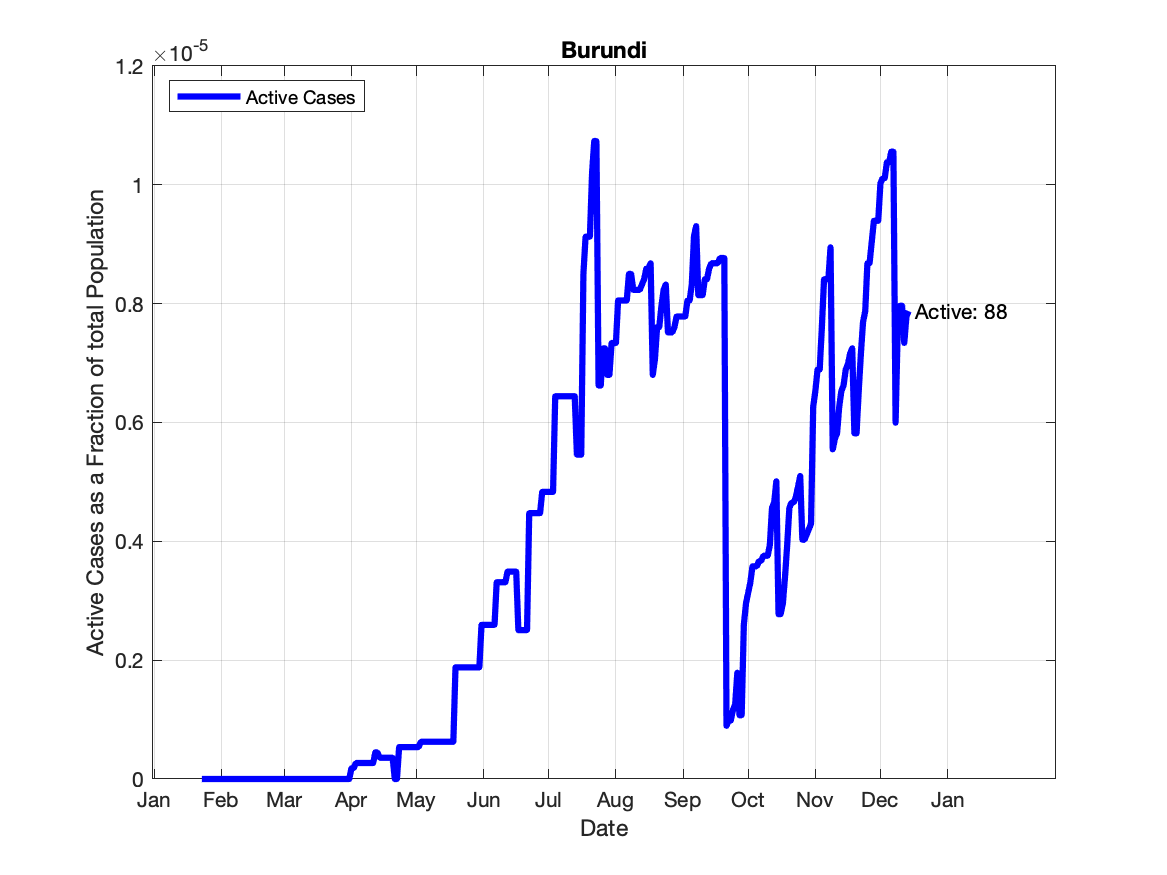 Burundi
×10-5
1.2
1
0.8
0.6
0.4
0.2
0
Active Cases as a Fraction of total Population
Active Cases
Active: 88
Jan Feb Mar Apr May Jun Jul Aug Sep Oct Nov Dec Jan
Date